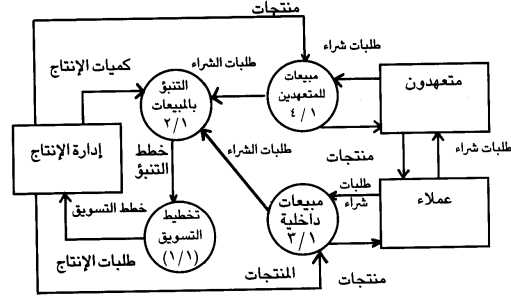 منتجات
طلبات شراء
متعهدون
مبيعات
للمتعهدين
٤/١
طلبات الشراء
التنبؤ
بالمبيعات
٢/١
كميات الإنتاج
إدارة الإنتاج
منتجات
طلبات شراء
طلبات الشراء
خطط
التنبؤ
عملاء
طلبات
شراء
مبيعات
داخلية
٣/١
تخطيط
التسويق
(١/١)
خطط التسويق
طلبات الإنتاج
المنتجات
منتجات